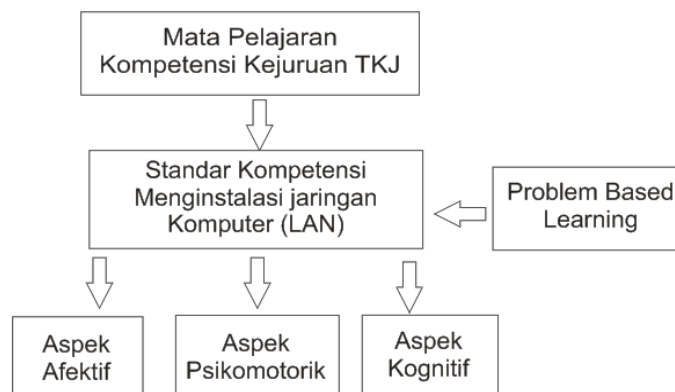 Mata Pelajaran
Kompetensi Kejuruan TKJ
Standar Kompetensi
Menginstalasi jaringan
Komputer (LAN)
Problem Based
Learning
Aspek
Afektif
Aspek
Psikomotorik
Aspek
Kognitif